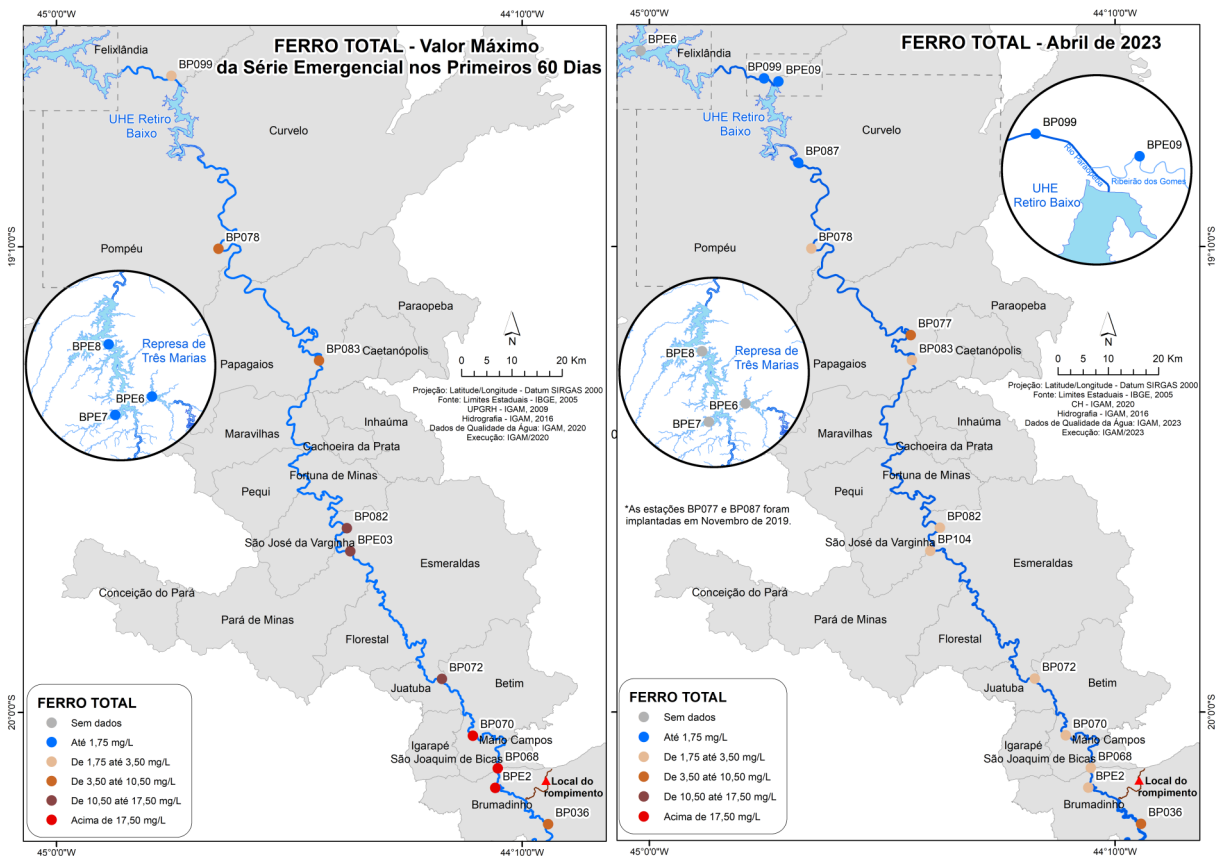 45°0'0"W
44°10'0"W
FERRO TOTAL - Valor Máximo
da Série Emergencial nos Primeiros 60 Dias
Felixlândia
BP099
UHE Retiro
Baixo
Curvelo
19°10'0"S
Pompéu
BP078
Paraopeba
BPE8
Represa de
Três Marias
BPE6
BPE7
Papagaios
BP083
Caetanópolis
N
0 5 10 20 Km
Projeção: Latitude/Longitude - Datum SIRGAS 2000
Fonte: Limites Estaduais - IBGE, 2005
UPGRH - IGAM, 2009
Hidrografia - IGAM, 2016
Dados de Qualidade da Água: IGAM, 2020
Execução: IGAM/2020
Maravilhas
Inhaúma
Cachoeira da Prata
Fortuna de Minas
Pequi
BP082
São José da Varginha
BPE03
Esmeraldas
Conceição do Pará
Pará de Minas
Florestal
BP072
Juatuba
Betim
20°0'0"S
BP070
Igarapé
Mário Campos
São Joaquim de Bicas
BP068
BPE2
Local do
rompimento
Brumadinho
BP036
FERRO TOTAL
Sem dados
Até 1,75 mg/L
De 1,75 até 3,50 mg/L
De 3,50 até 10,50 mg/L
De 10,50 até 17,50 mg/L
Acima de 17,50 mg/L
45°0'0"W
44°10'0"W
45°0'0"W
44°10'0"W
FERRO TOTAL - Abril de 2023
BPE6
Felixlândia
BP099
BPE09
UHE Retiro
Baixo
Curvelo
BP087
BP099
BPE09
Rio Paraopeba
Ribeirão dos Gomes
UHE
Retiro Baixo
19°10'0"S
Pompéu
BP078
Paraopeba
BP077
BPE8
Represa de
Três Marias
BPE6
BPE7
Papagaios
BP083
Caetanópolis
N
0 5 10 20 Km
Projeção: Latitude/Longitude - Datum SIRGAS 2000
Fonte: Limites Estaduais - IBGE, 2005
CH - IGAM, 2020
Hidrografia - IGAM, 2016
Dados de Qualidade da Água: IGAM, 2023
Execução: IGAM/2023
Maravilhas
Inhaúma
Cachoeira da Prata
Fortuna de Minas
Pequi
*As estações BP077 e BP087 foram
implantadas em Novembro de 2019.
BP082
São José da Varginha
BP104
Esmeraldas
Conceição do Pará
Pará de Minas
Florestal
BP072
Juatuba
Betim
20°0'0"S
BP070
Igarapé
Mário Campos
São Joaquim de Bicas
BP068
BPE2
Local do
rompimento
Brumadinho
BP036
FERRO TOTAL
Sem dados
Até 1,75 mg/L
De 1,75 até 3,50 mg/L
De 3,50 até 10,50 mg/L
De 10,50 até 17,50 mg/L
Acima de 17,50 mg/L
45°0'0"W
44°10'0"W